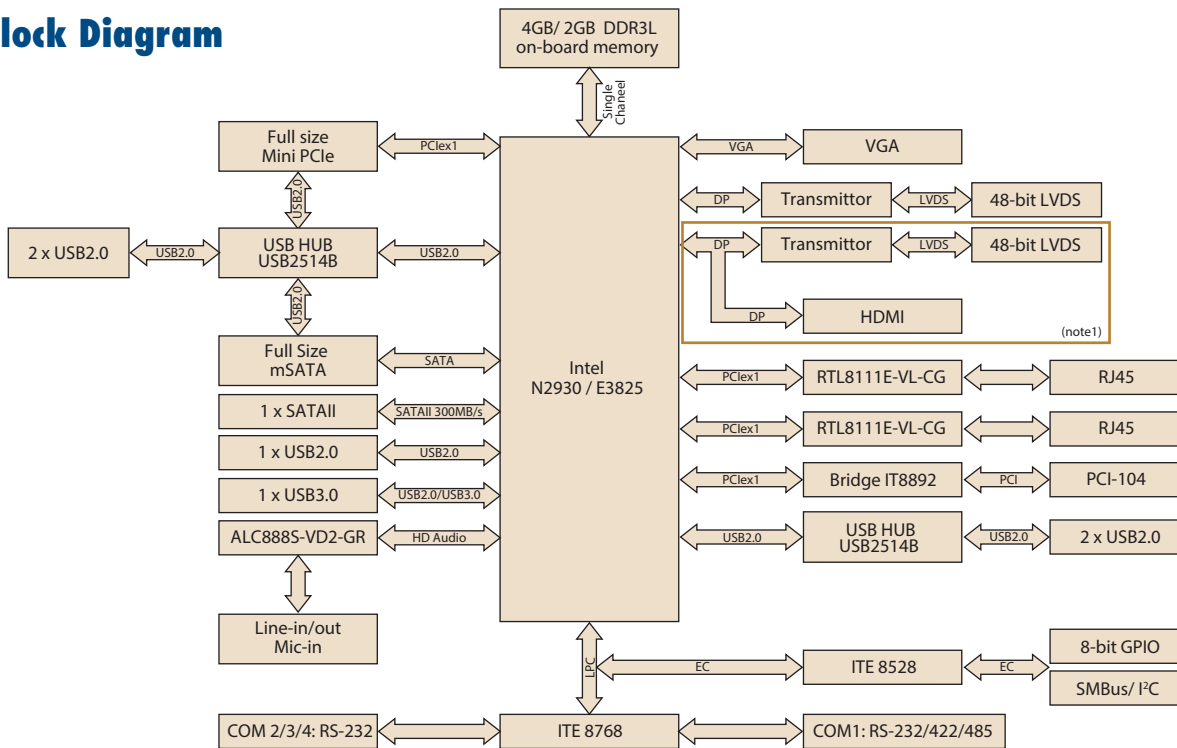 lock Diagram
4GB/ 2GB  DDR3L
on-board memory
Single
Chaneel
Full size
Mini PCIe
PCIex1
VGA
VGA
USB2.0
DP
Transmittor
LVDS
48-bit LVDS
2 x USB2.0
USB2.0
USB HUB
USB2514B
USB2.0
DP
Transmittor
LVDS
48-bit LVDS
USB2.0
DP
HDMI
(note1)
Full Size
mSATA
SATA
Intel
N2930 / E3825
PCIex1
RTL8111E-VL-CG
RJ45
1 x SATAII
SATAII 300MB/s
PCIex1
RTL8111E-VL-CG
RJ45
1 x USB2.0
USB2.0
PCIex1
Bridge IT8892
PCI
PCI-104
1 x USB3.0
USB2.0/USB3.0
ALC888S-VD2-GR
HD Audio
USB2.0
USB HUB
USB2514B
USB2.0
2 x USB2.0
Line-in/out
Mic-in
LPC
EC
ITE 8528
EC
8-bit GPIO
SMBus/ I²C
COM 2/3/4: RS-232
ITE 8768
COM1: RS-232/422/485